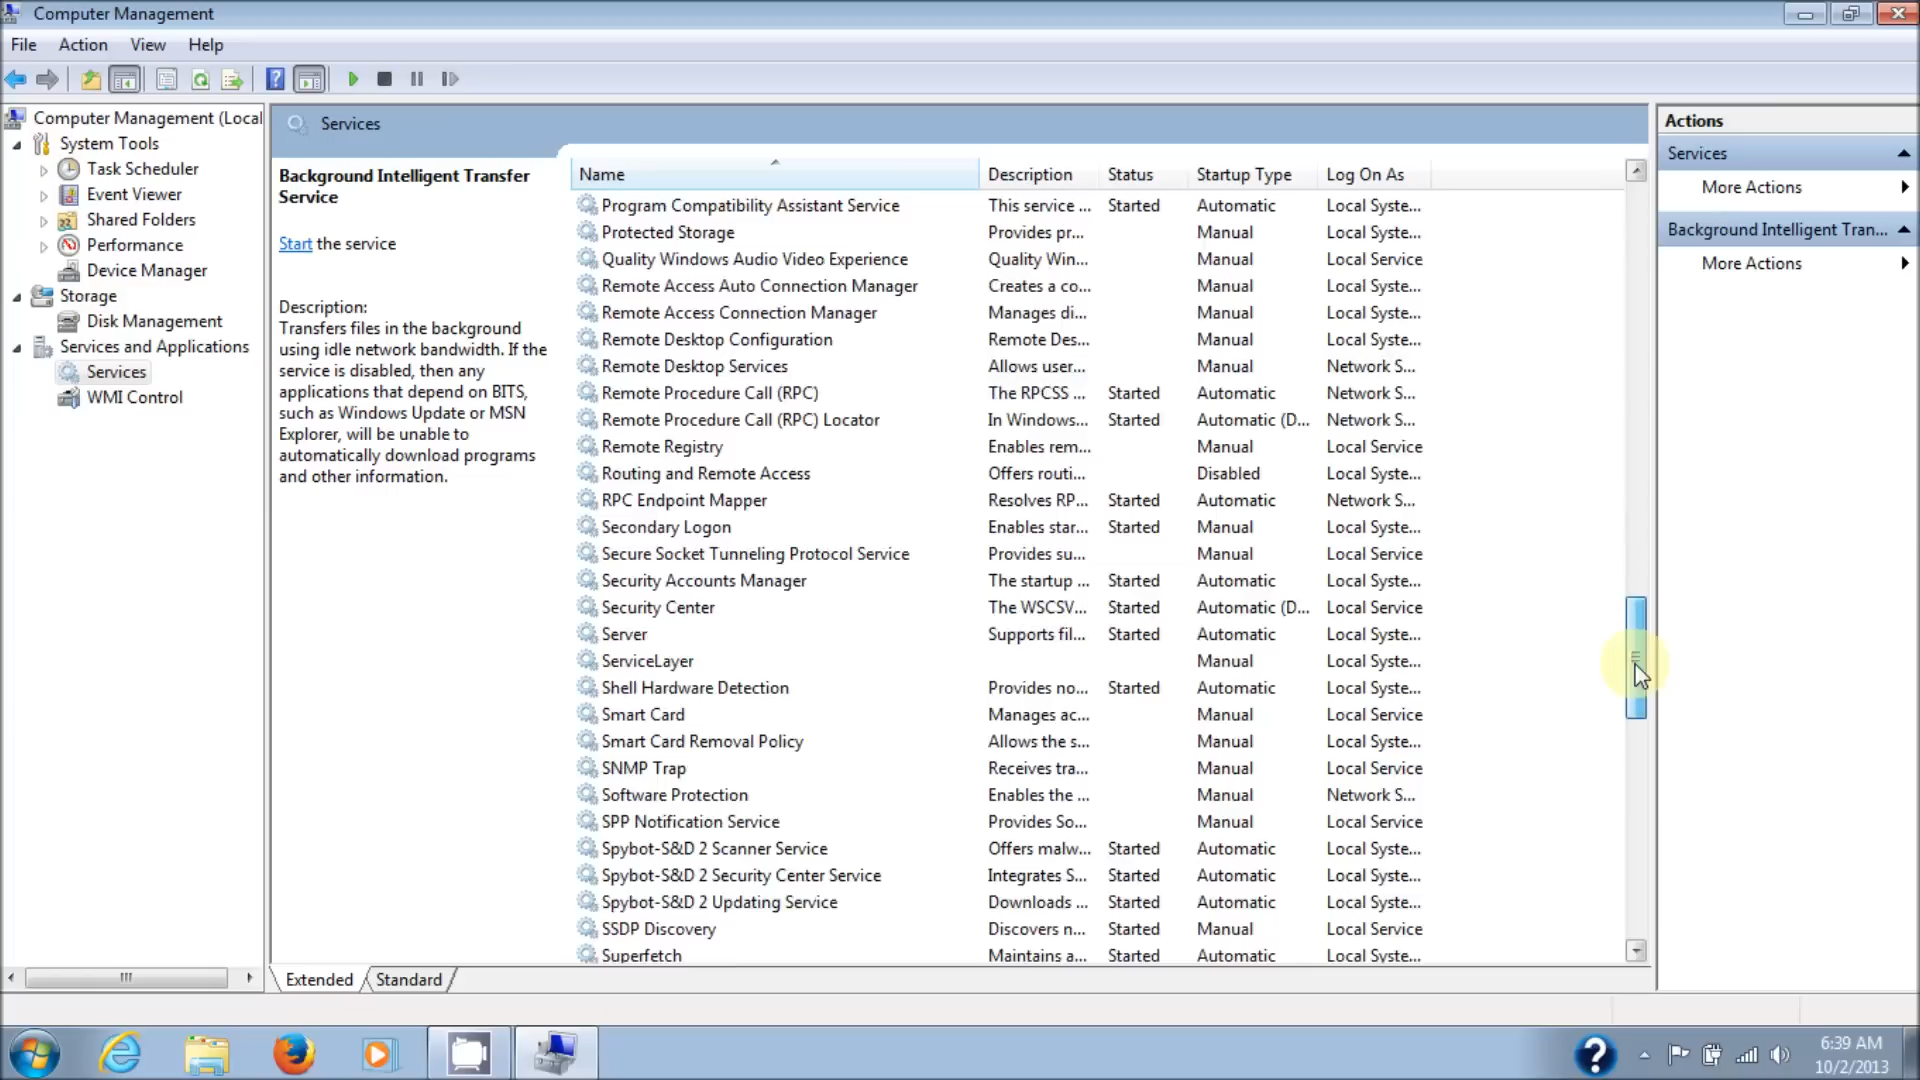 Computer Management
File Action View Help
Computer Management (Local
System Tools
Task Scheduler
Event Viewer
Shared Folders
Performance
Device Manager
Storage
Disk Management
Services and Applications
Services
WMI Control
Services
Background Intelligent Transfer
Service
Start the service
Description:
Transfers files in the background
using idle network bandwidth. If the
service is disabled, then any
applications that depend on BITS,
such as Windows Update or MSN
Explorer, will be unable to
automatically download programs
and other information.
Name Description Status Startup Type Log On As
Program Compatibility Assistant Service This service ... Started Automatic Local Syste...
Protected Storage Provides pr... Manual Local Syste...
Quality Windows Audio Video Experience Quality Win... Manual Local Service
Remote Access Auto Connection Manager Creates a co... Manual Local Syste...
Remote Access Connection Manager Manages di... Manual Local Syste...
Remote Desktop Configuration Remote Des... Manual Local Syste...
Remote Desktop Services Allows user... Manual Network S...
Remote Procedure Call (RPC) The RPCSS ... Started Automatic Network S...
Remote Procedure Call (RPC) Locator In Windows... Started Automatic (D... Network S...
Remote Registry Enables rem... Manual Local Service
Routing and Remote Access Offers routi... Disabled Local Syste...
RPC Endpoint Mapper Resolves RP... Started Automatic Network S...
Secondary Logon Enables star... Started Manual Local Syste...
Secure Socket Tunneling Protocol Service Provides su... Manual Local Service
Security Accounts Manager The startup ... Started Automatic Local Syste...
Security Center The WSCSV... Started Automatic (D... Local Service
Server Supports fil... Started Automatic Local Syste...
ServiceLayer Manual Local Syste...
Shell Hardware Detection Provides no... Started Automatic Local Syste...
Smart Card Manages ac... Manual Local Service
Smart Card Removal Policy Allows the s... Manual Local Syste...
SNMP Trap Receives tra... Manual Local Service
Software Protection Enables the ... Manual Network S...
SPP Notification Service Provides So... Manual Local Service
Spybot-S&D 2 Scanner Service Offers malw... Started Automatic Local Syste...
Spybot-S&D 2 Security Center Service Integrates S... Started Automatic Local Syste...
Spybot-S&D 2 Updating Service Downloads ... Started Automatic Local Syste...
SSDP Discovery Discovers n... Started Manual Local Service
Superfetch Maintains a... Started Automatic Local Syste...
Extended Standard
Actions
Services
More Actions
Background Intelligent Tran...
More Actions
6:39 AM
10/2/2013